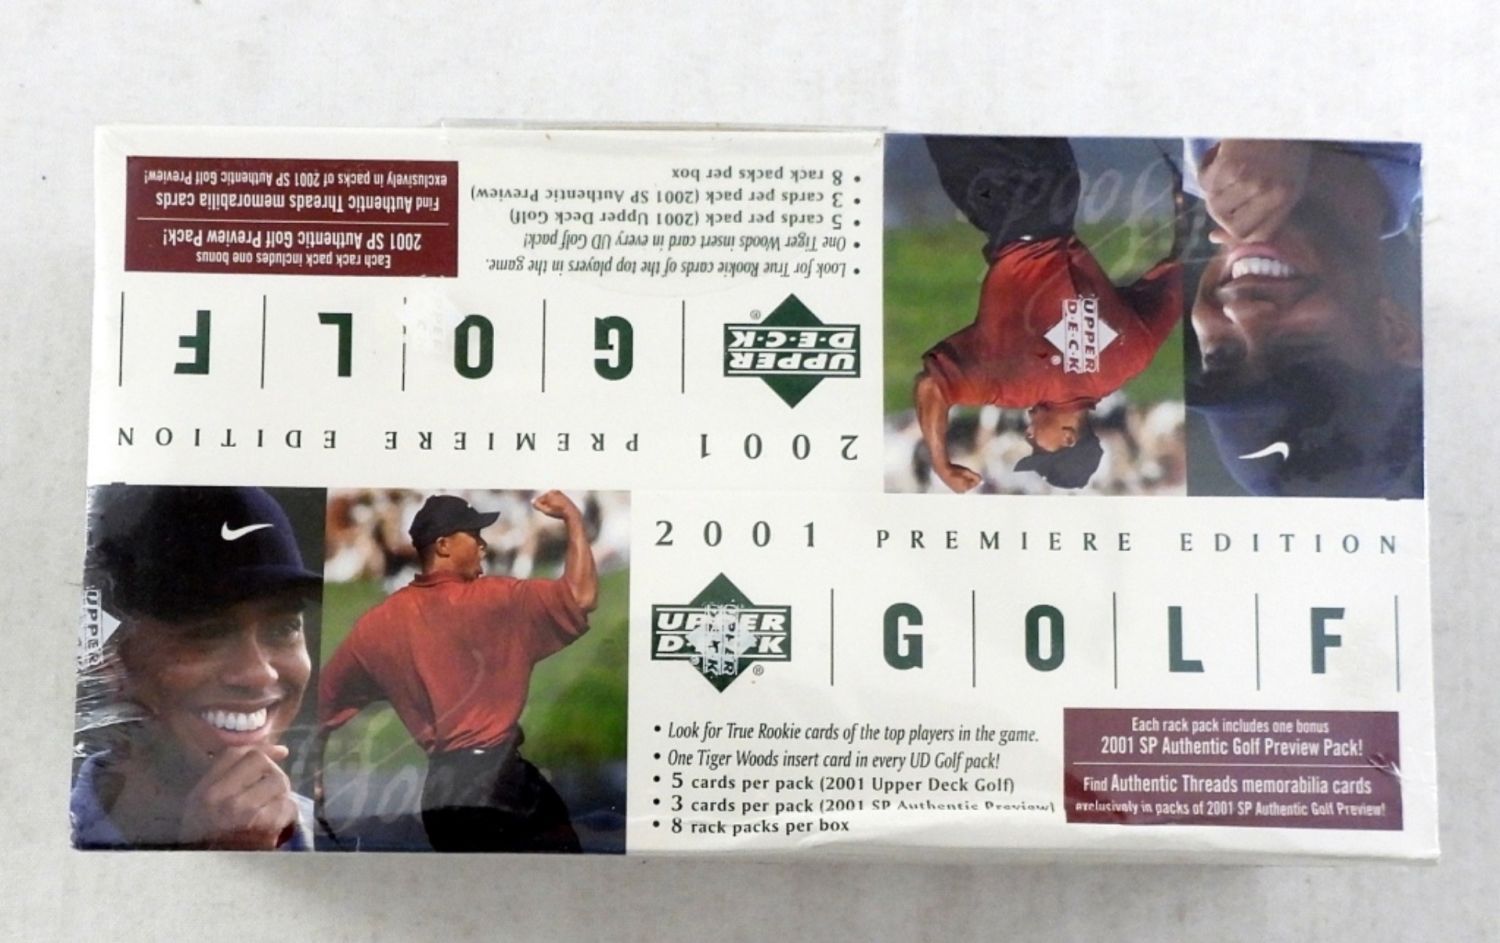 Each rack pack includes one bonus
2001 SP Authentic Golf Preview Pack!
Find Authentic Threads memorabilia cards
exclusively in packs of 2001 SP Authentic Golf Preview!
• Look for True Rookie cards of the top players in the game.
• One Tiger Woods insert card in every UD Golf pack!
• 5 cards per pack (2001 Upper Deck Golf)
• 3 cards per pack (2001 SP Authentic Preview)
• 8 rack packs per box
UPPER
D·E·C·K
®
GOLF
2001 PREMIERE EDITION
UPPER
D·E·C·K
Woods
2001 PREMIERE EDITION
UPPER
DECK
®
GOLF
UPPER
• Look for True Rookie cards of the top players in the game.
• One Tiger Woods insert card in every UD Golf pack!
• 5 cards per pack (2001 Upper Deck Golf)
• 3 cards per pack (2001 SP Authentic Preview)
• 8 rack packs per box
Each rack pack includes one bonus
2001 SP Authentic Golf Preview Pack!
Find Authentic Threads memorabilia cards
exclusively in packs of 2001 SP Authentic Golf Preview!